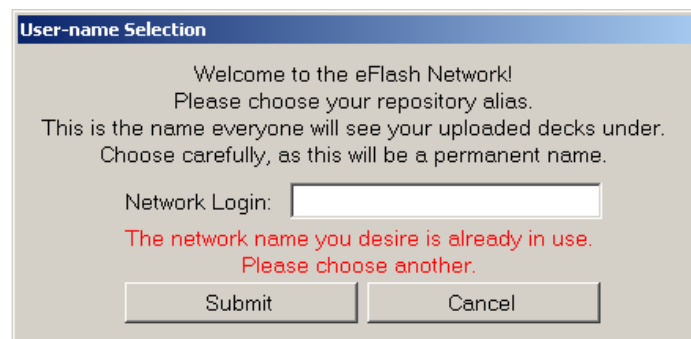 User-name Selection
Welcome to the eFlash Network!
Please choose your repository alias.
This is the name everyone will see your uploaded decks under.
Choose carefully, as this will be a permanent name.
Network Login:
The network name you desire is already in use.
Please choose another.
Submit Cancel